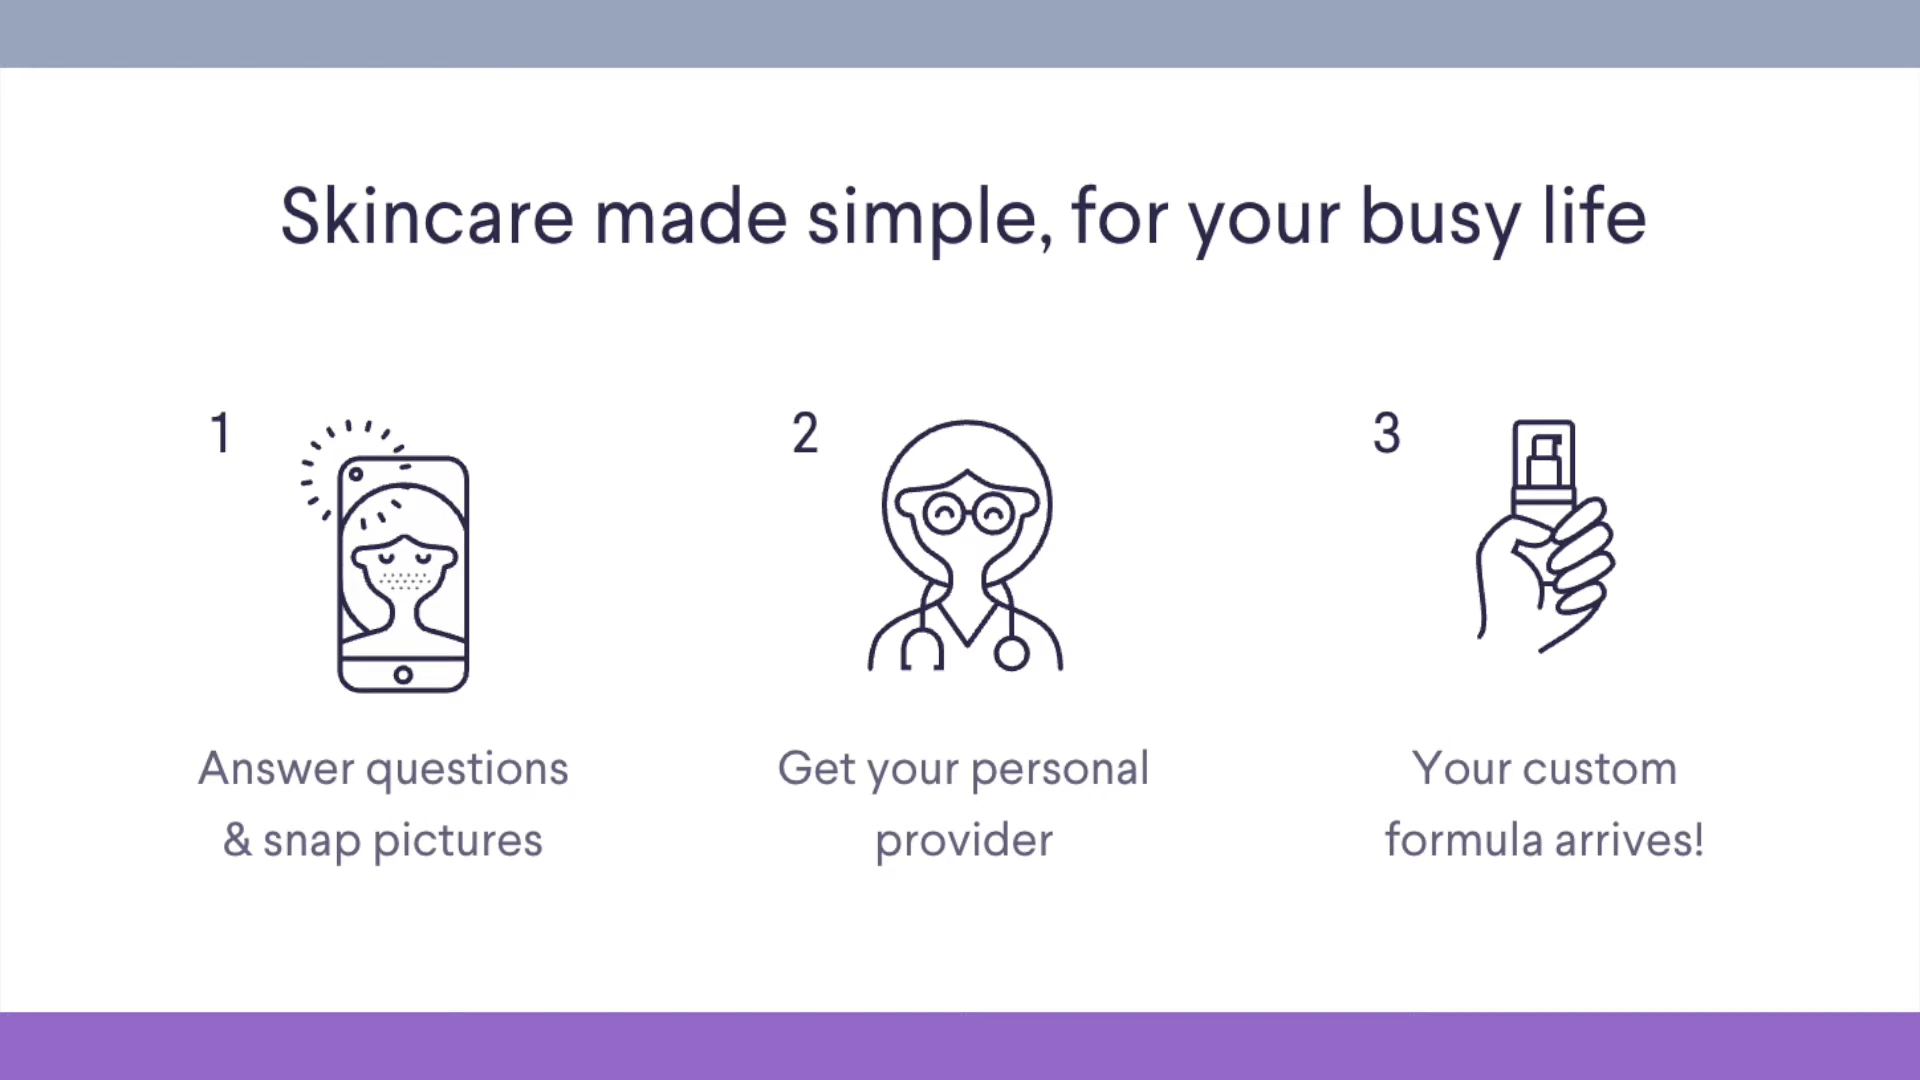 Skincare made simple, for your busy life
1
Answer questions
& snap pictures
2
Get your personal
provider
3
Your custom
formula arrives!